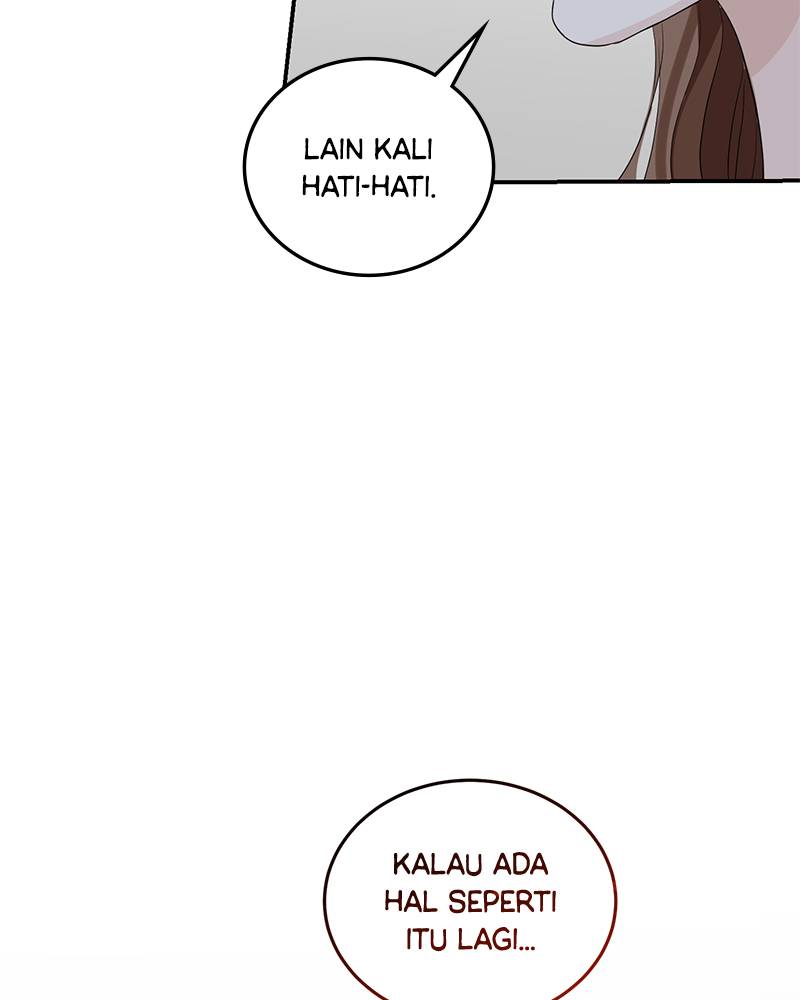 LAIN KALI
HATI-HATI.
KALAU ADA
HAL SEPERTI
ITU LAGI...